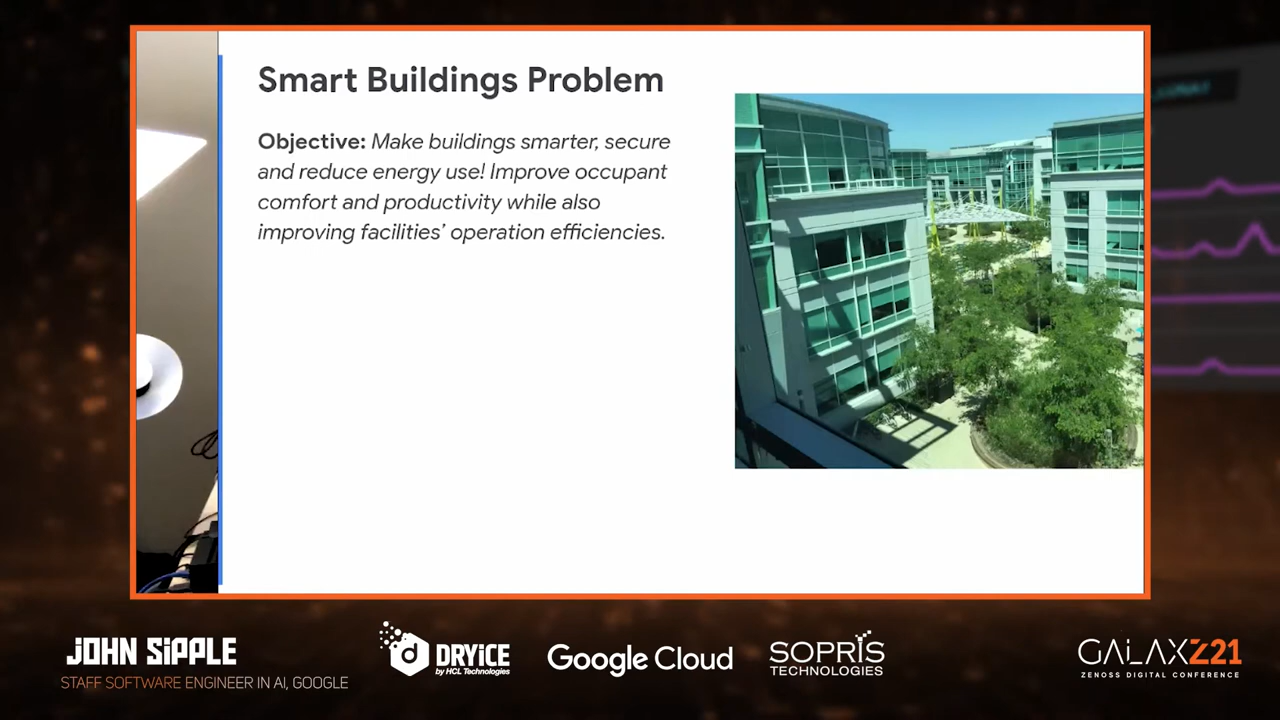 Smart Buildings Problem
Objective: Make buildings smarter, secure
and reduce energy use! Improve occupant
comfort and productivity while also
improving facilities’ operation efficiencies.
JOHN SIPPLE
STAFF SOFTWARE ENGINEER IN AI, GOOGLE
d DRYiCE
by HCL Technologies
Google Cloud
SOPRIS
TECHNOLOGIES
GALAXZ21
ZENOSS DIGITAL CONFERENCE